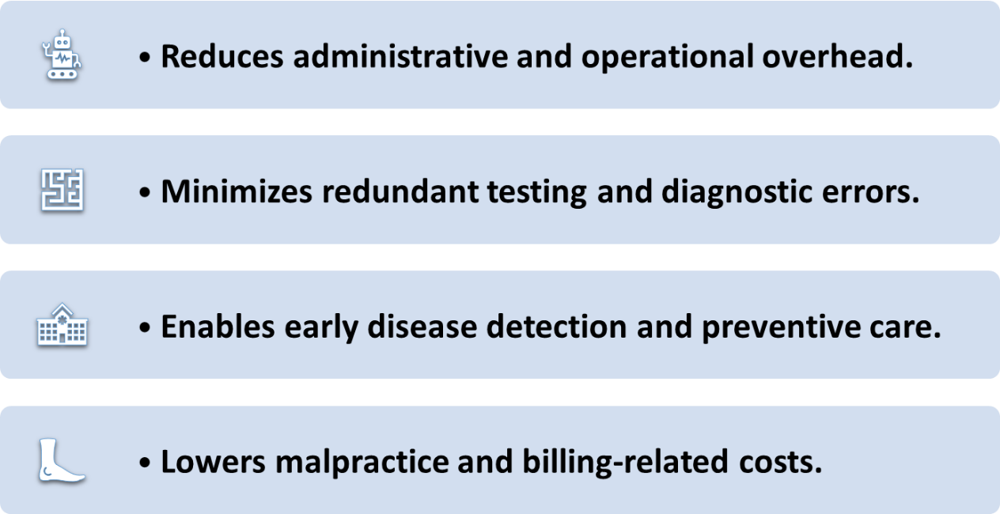 • Reduces administrative and operational overhead.
• Minimizes redundant testing and diagnostic errors.
• Enables early disease detection and preventive care.
• Lowers malpractice and billing-related costs.